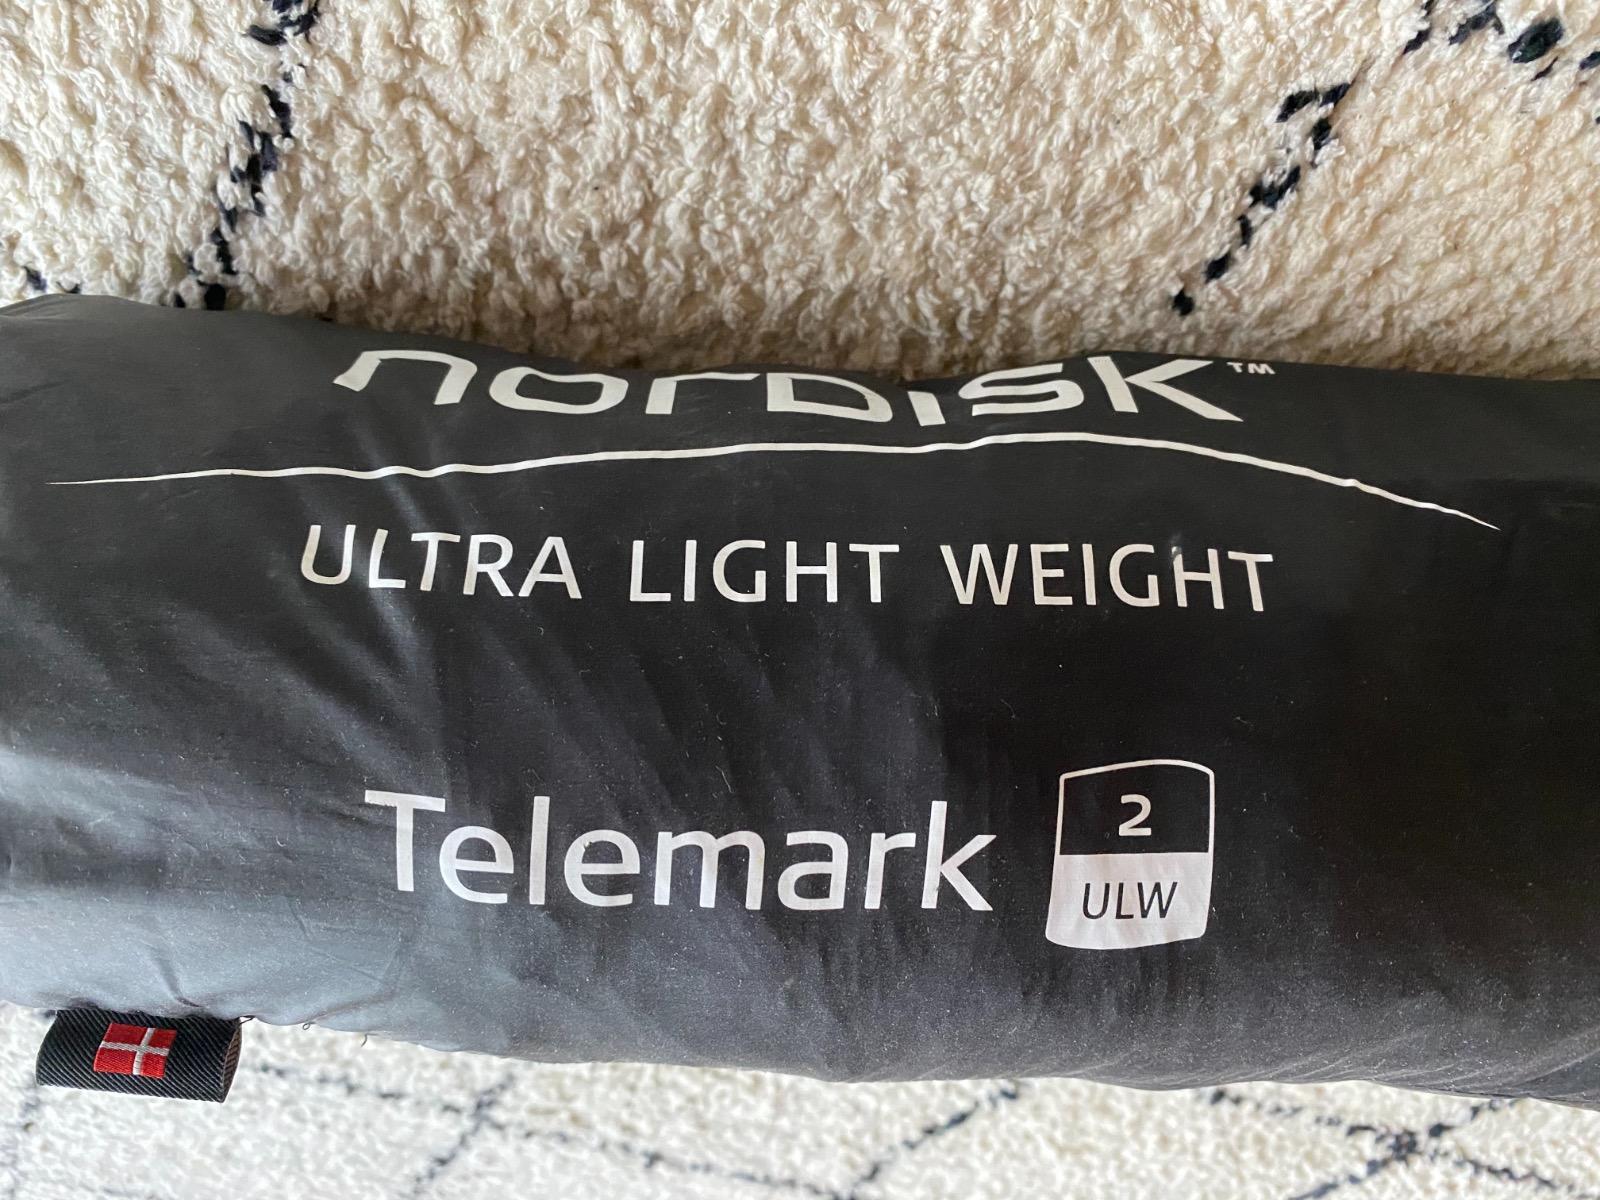 nordisk™
ULTRA LIGHT WEIGHT
Telemark
2
ULW